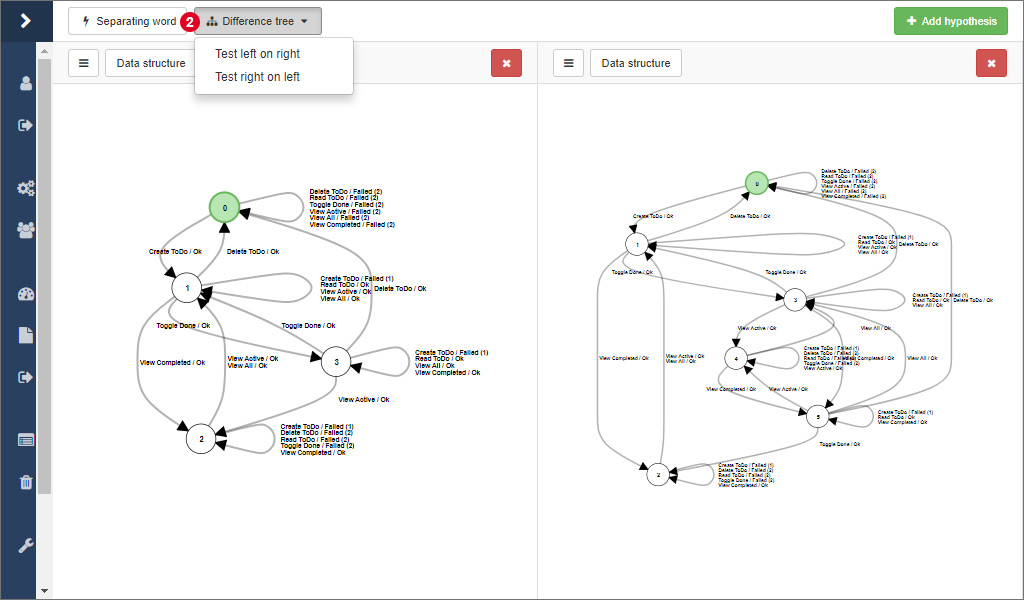 Separating word
2
Difference tree
Add hypothesis
Test left on right
Test right on left
Data structure
Data structure
0
Delete ToDo / Failed (2)
Read ToDo / Failed (2)
Toggle Done / Failed (2)
View Active / Failed (2)
View All / Failed (2)
View Completed / Failed (2)
Create ToDo / Ok
Delete ToDo / Ok
1
Create ToDo / Failed (1)
Read ToDo / Ok
View Active / Ok
View All / Ok
Delete ToDo / Ok
Toggle Done / Ok
Toggle Done / Ok
View Completed / Ok
View Active / Ok
View All / Ok
3
Create ToDo / Failed (1)
Read ToDo / Ok
View All / Ok
View Completed / Ok
View Active / Ok
2
Create ToDo / Failed (1)
Delete ToDo / Failed (2)
Read ToDo / Failed (2)
Toggle Done / Failed (2)
View Completed / Ok
0
Delete ToDo / Failed (2)
Read ToDo / Failed (2)
Toggle Done / Failed (2)
View Active / Failed (2)
View All / Failed (2)
View Completed / Failed (2)
Create ToDo / Ok
Delete ToDo / Ok
1
Create ToDo / Failed (1)
Read ToDo / Ok
View Active / Ok
View All / Ok
Delete ToDo / Ok
Toggle Done / Ok
Toggle Done / Ok
3
Create ToDo / Failed (1)
Read ToDo / Ok
View All / Ok
Delete ToDo / Ok
View Active / Ok
View All / Ok
View Completed / Ok
View Active / Ok
View All / Ok
4
Create ToDo / Failed (1)
Delete ToDo / Failed (2)
Read ToDo / Failed (2)
Toggle Done / Failed (2)
View Active / Ok
View Completed / Ok
View All / Ok
View Completed / Ok
View Active / Ok
5
Create ToDo / Failed (1)
Read ToDo / Ok
View Completed / Ok
Toggle Done / Ok
2
Create ToDo / Failed (1)
Delete ToDo / Failed (2)
Read ToDo / Failed (2)
Toggle Done / Failed (2)
View Completed / Ok